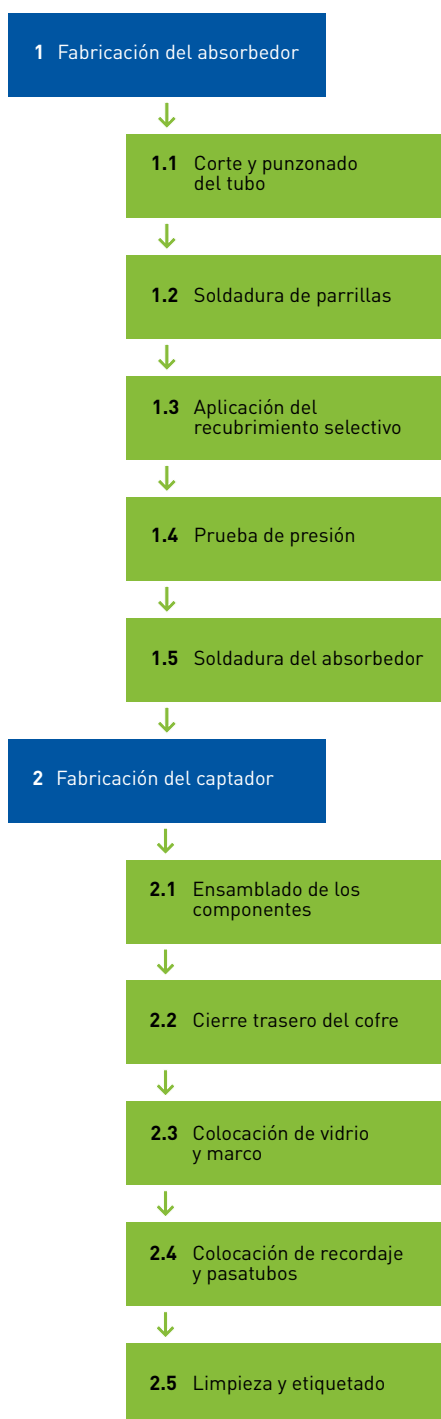 1 Fabricación del absorbedor
1.1 Corte y punzonado
del tubo
1.2 Soldadura de parrillas
1.3 Aplicación del
recubrimiento selectivo
1.4 Prueba de presión
1.5 Soldadura del absorbedor
2 Fabricación del captador
2.1 Ensamblado de los
componentes
2.2 Cierre trasero del cofre
2.3 Colocación de vidrio
y marco
2.4 Colocación de recordaje
y pasatubos
2.5 Limpieza y etiquetado